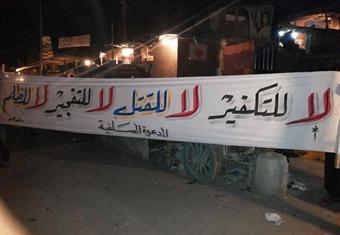 لا للتكفير لا للقتل لا للتفجير لا للظلم
الدعوة السلفية